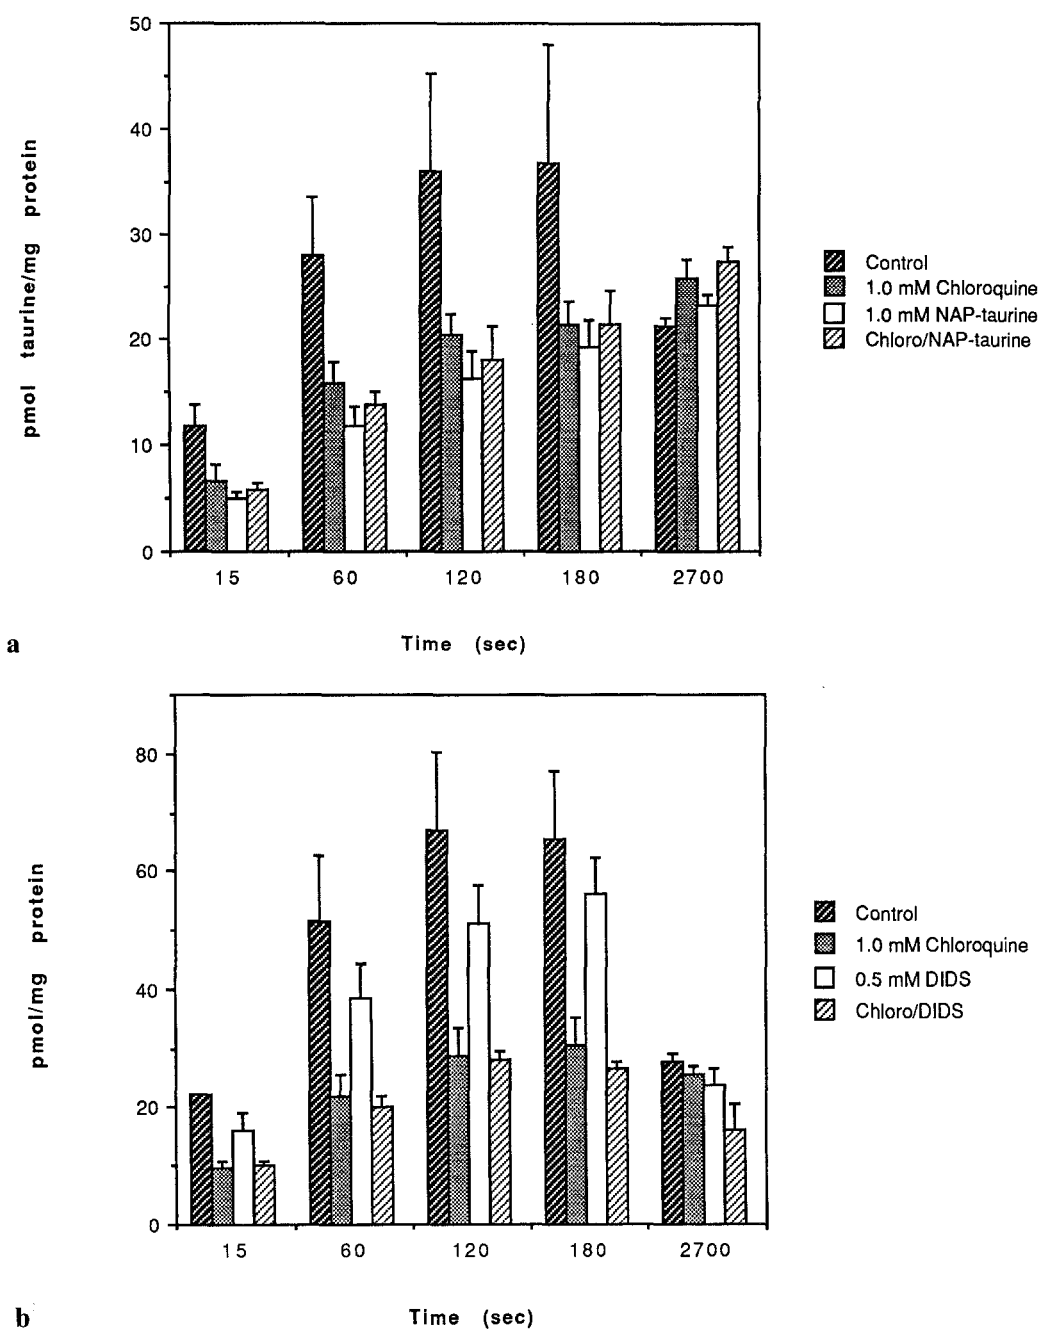 50
40
30
20
10
0
pmol taurine/mg protein
15 60 120 180 2700
Time (sec)
Control
1.0 mM Chloroquine
1.0 mM NAP-taurine
Chloro/NAP-taurine
a
80
60
40
20
0
pmol/mg protein
15 60 120 180 2700
Time (sec)
Control
1.0 mM Chloroquine
0.5 mM DIDS
Chloro/DIDS
b